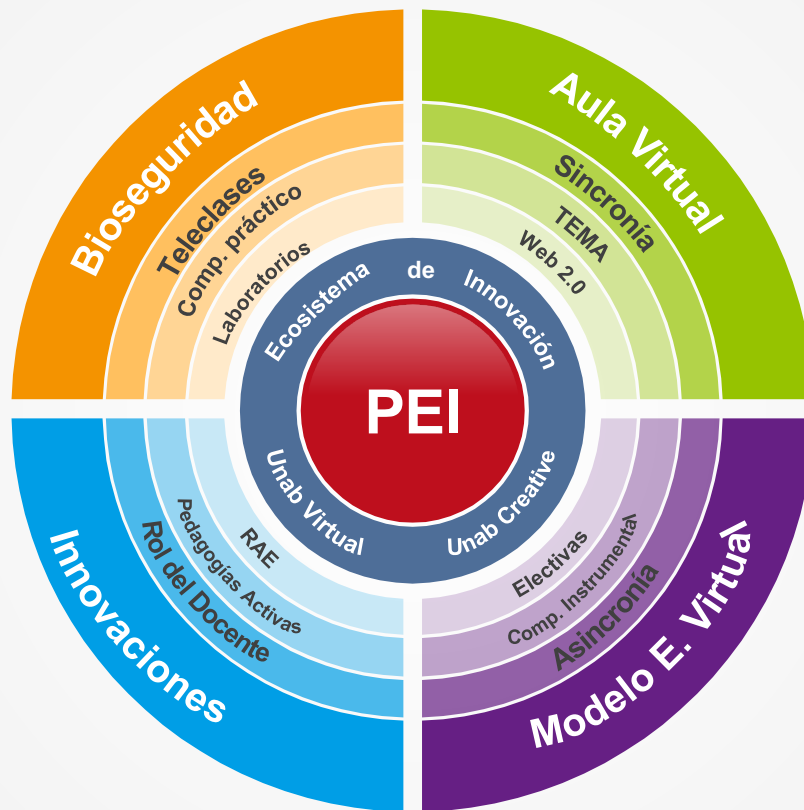 Bioseguridad
Teleclases
Comp. práctico
Laboratorios
Aula Virtual
Sincronía
TEMA
Web 2.0
Ecosistema de Innovación
PEI
Unab Virtual
Unab Creative
Innovaciones
Rol del Docente
Pedagogías Activas
RAE
Electivas
Comp. Instrumental
Asincronía
Modelo E. Virtual